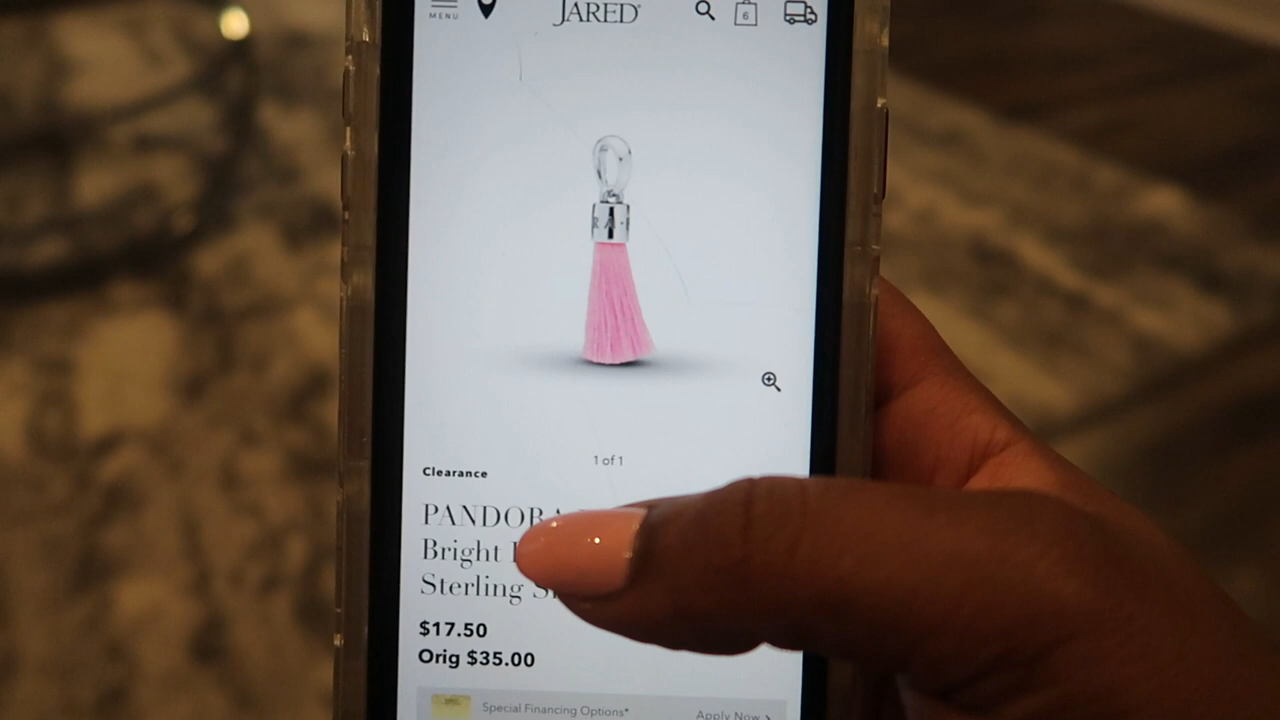 MENU
JARED
6
RA
1 of 1
Clearance
PANDORA
Bright
Sterling
$17.50
Orig $35.00
Special Financing Options*
Apply Now >